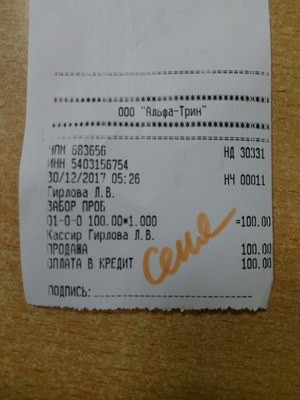 ООО "Альфа-Трин"
ЧПМ 683656 НД 30331
ИНН 5403156754
30/12/2017 05:26 НЧ 00011
Гирлова Л.В.
ЗАБОР ПРОБ
01-0-0 100.00*1.000 =100.00
Кассир Гирлова Л.В.
ПРОДАЖА 100.00
ОПЛАТА В КРЕДИТ 100.00
ПОДПИСЬ: